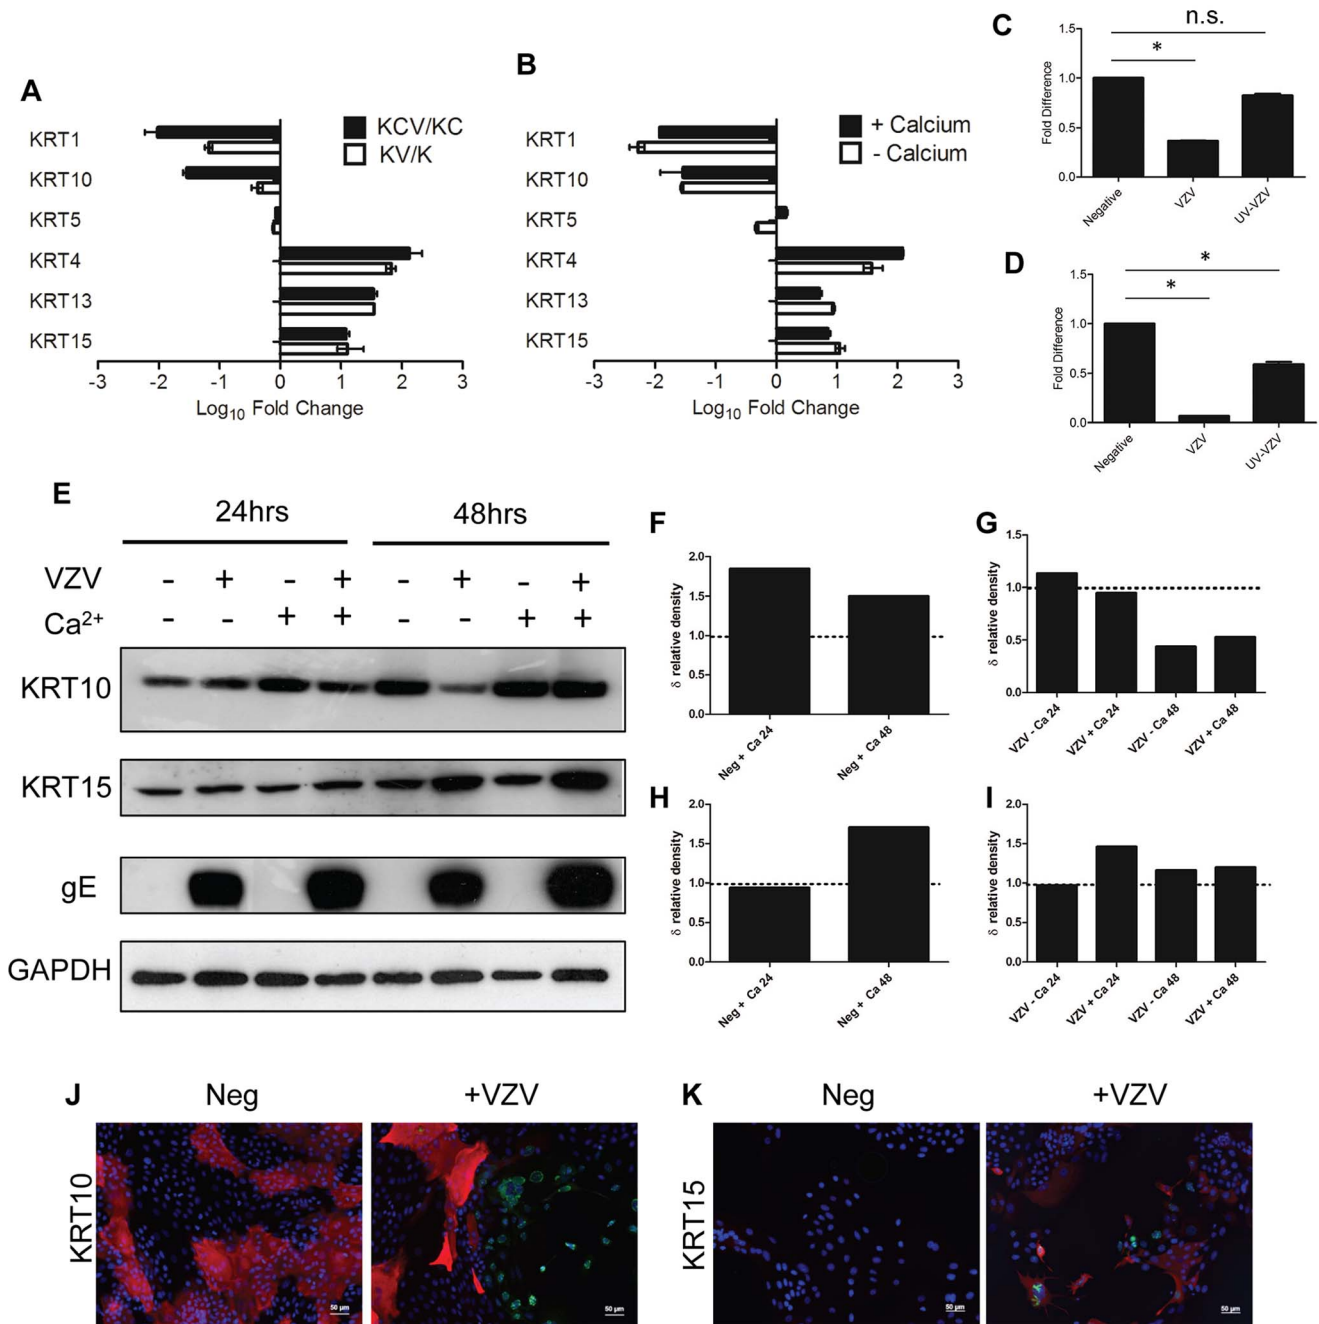 A
KCV/KC
KV/K
KRT1
KRT10
KRT5
KRT4
KRT13
KRT15
-3 -2 -1 0 1 2 3
Log10 Fold Change
B
+ Calcium
- Calcium
KRT1
KRT10
KRT5
KRT4
KRT13
KRT15
-3 -2 -1 0 1 2 3
Log10 Fold Change
C
n.s.
*
Fold Difference
1.5
1.0
0.5
0.0
Negative VZV UV-VZV
D
*
*
Fold Difference
1.5
1.0
0.5
0.0
Negative VZV UV-VZV
E
24hrs 48hrs
VZV - + - + - + - +
Ca2+ - - + + - - + +
KRT10
KRT15
gE
GAPDH
F
δ relative density
2.0
1.5
1.0
0.5
0.0
Neg + Ca 24 Neg + Ca 48
G
δ relative density
1.5
1.0
0.5
0.0
VZV - Ca 24 VZV + Ca 24 VZV - Ca 48 VZV + Ca 48
H
δ relative density
2.0
1.5
1.0
0.5
0.0
Neg + Ca 24 Neg + Ca 48
I
δ relative density
2.0
1.5
1.0
0.5
0.0
VZV - Ca 24 VZV + Ca 24 VZV - Ca 48 VZV + Ca 48
J
Neg +VZV
KRT10
50 µm 50 µm
K
Neg +VZV
KRT15
50 µm 50 µm